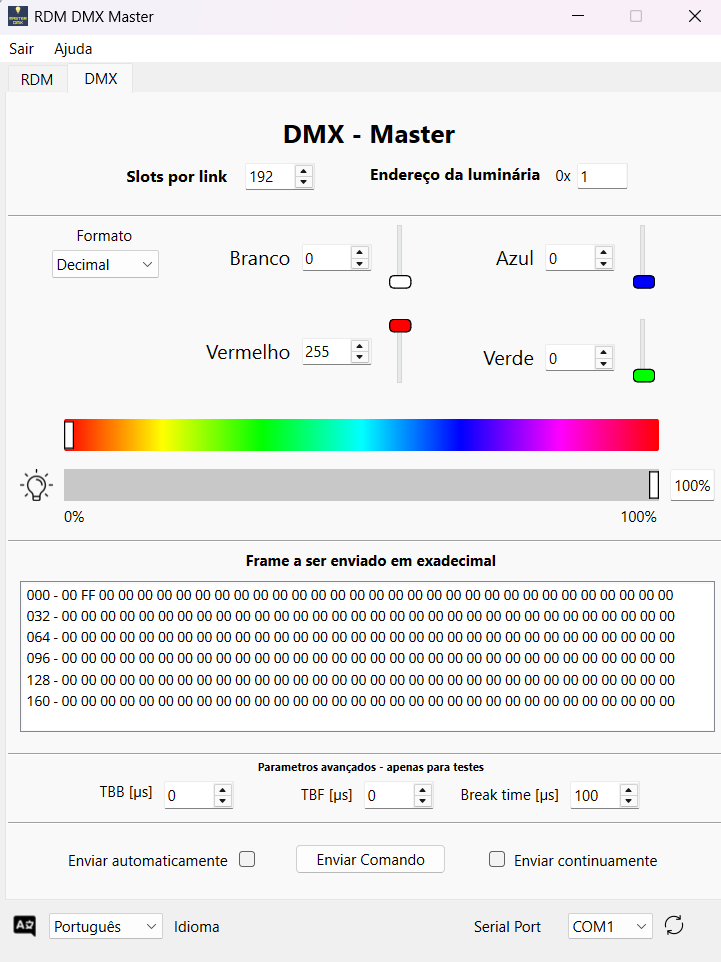 RDM DMX Master
Sair Ajuda
RDM DMX
DMX - Master
Slots por link 192 Endereço da luminária 0x 1
Formato
Decimal
Branco 0 Azul 0
Vermelho 255 Verde 0
100%
0% 100%
Frame a ser enviado em exadecimal
000 - 00 FF 00 00 00 00 00 00 00 00 00 00 00 00 00 00 00 00 00 00 00 00 00 00 00 00 00 00 00 00 00 00
032 - 00 00 00 00 00 00 00 00 00 00 00 00 00 00 00 00 00 00 00 00 00 00 00 00 00 00 00 00 00 00 00 00
064 - 00 00 00 00 00 00 00 00 00 00 00 00 00 00 00 00 00 00 00 00 00 00 00 00 00 00 00 00 00 00 00 00
096 - 00 00 00 00 00 00 00 00 00 00 00 00 00 00 00 00 00 00 00 00 00 00 00 00 00 00 00 00 00 00 00 00
128 - 00 00 00 00 00 00 00 00 00 00 00 00 00 00 00 00 00 00 00 00 00 00 00 00 00 00 00 00 00 00 00 00
160 - 00 00 00 00 00 00 00 00 00 00 00 00 00 00 00 00 00 00 00 00 00 00 00 00 00 00 00 00 00 00 00 00
Parametros avançados - apenas para testes
TBB [µs] 0 TBF [µs] 0 Break time [µs] 100
Enviar automaticamente Enviar Comando Enviar continuamente
Português Idioma Serial Port COM1